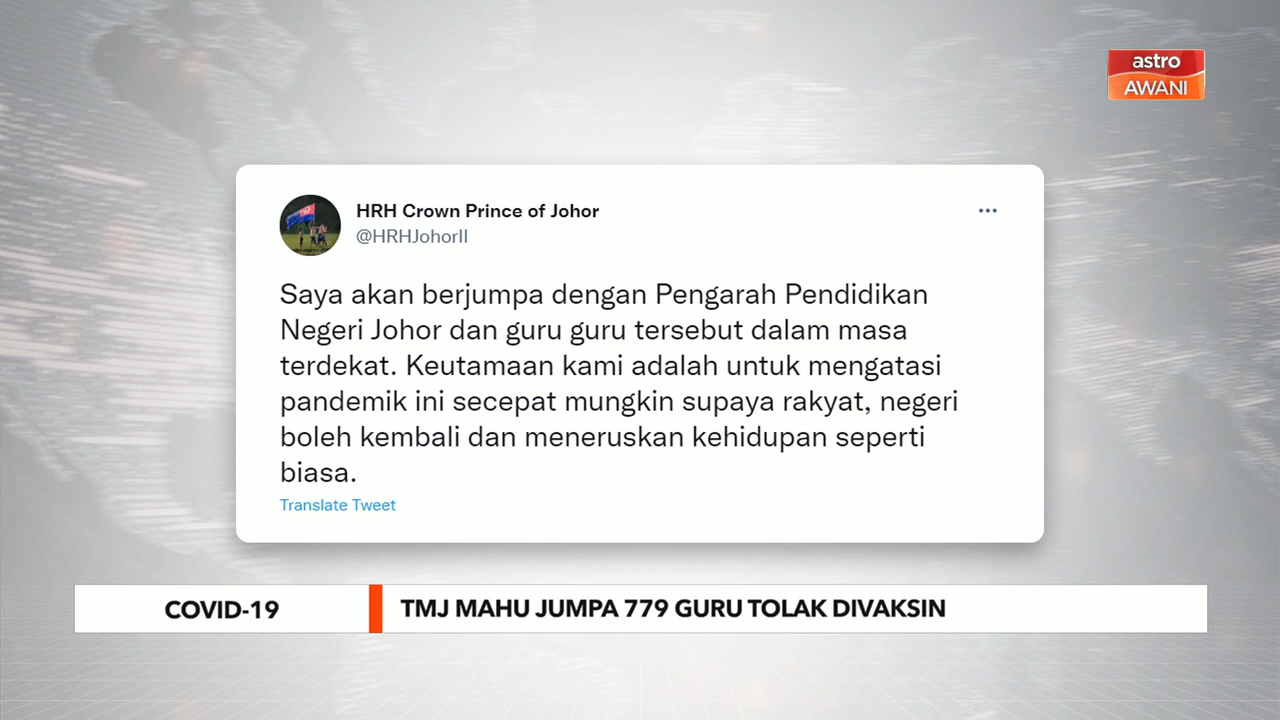 astro
AWANI
HRH Crown Prince of Johor
@HRHJohorII
Saya akan berjumpa dengan Pengarah Pendidikan
Negeri Johor dan guru guru tersebut dalam masa
terdekat. Keutamaan kami adalah untuk mengatasi
pandemik ini secepat mungkin supaya rakyat, negeri
boleh kembali dan meneruskan kehidupan seperti
biasa.
Translate Tweet
COVID-19
TMJ MAHU JUMPA 779 GURU TOLAK DIVAKSIN